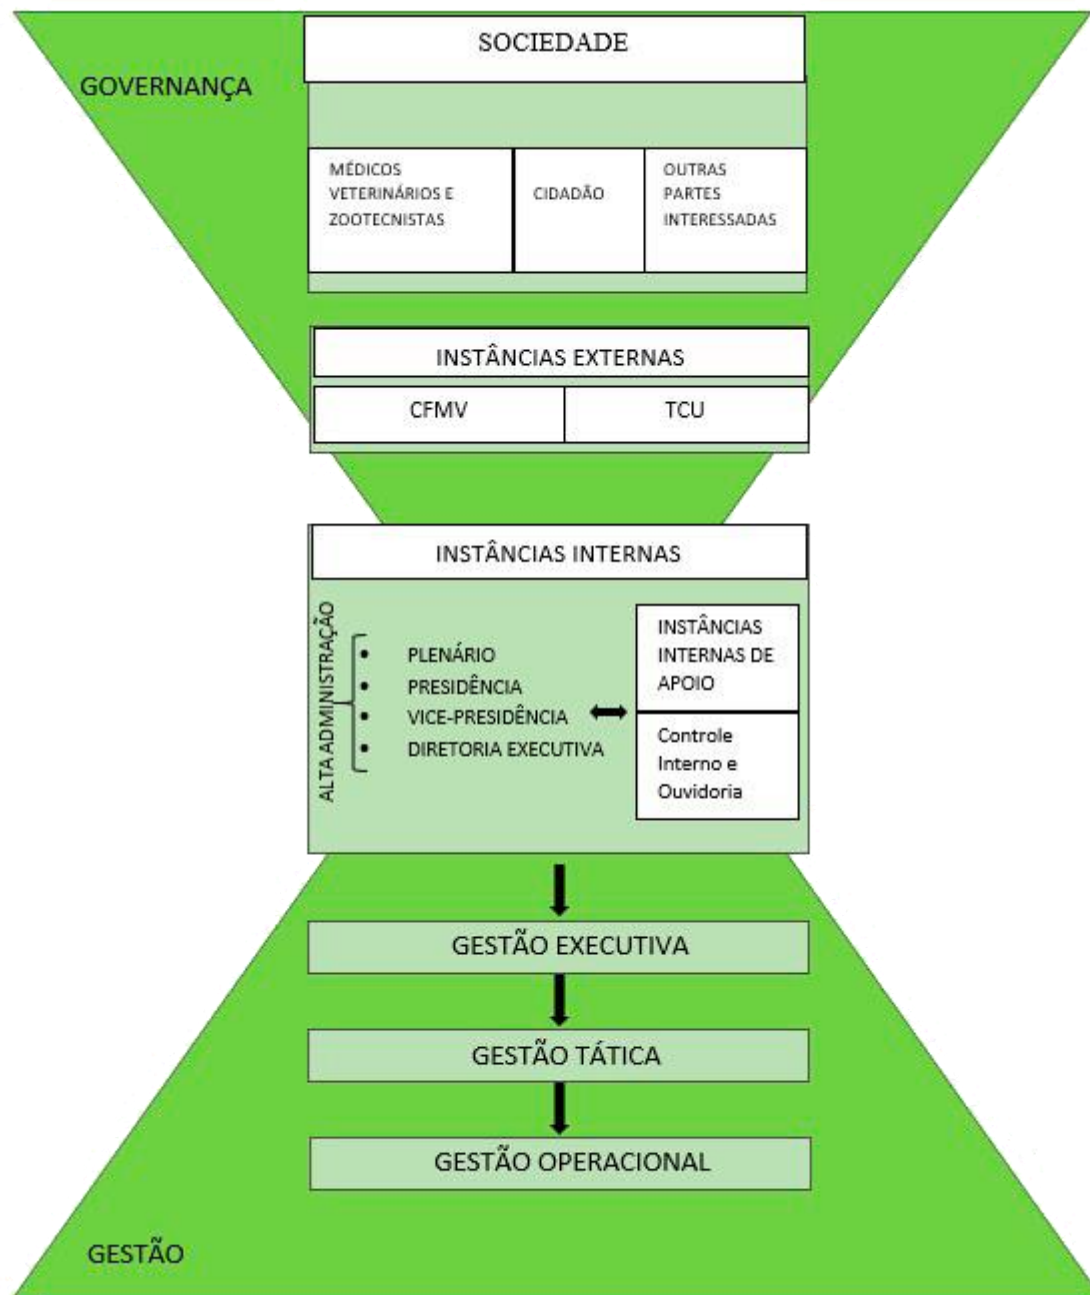 SOCIEDADE
GOVERNANÇA
MÉDICOS
VETERINÁRIOS E
ZOOTECNISTAS
CIDADÃO
OUTRAS
PARTES
INTERESSADAS
INSTÂNCIAS EXTERNAS
CFMV
TCU
INSTÂNCIAS INTERNAS
ALTA ADMINISTRAÇÃO
• PLENÁRIO
• PRESIDÊNCIA
• VICE-PRESIDÊNCIA
• DIRETORIA EXECUTIVA
INSTÂNCIAS
INTERNAS DE
APOIO
Controle
Interno e
Ouvidoria
GESTÃO EXECUTIVA
GESTÃO TÁTICA
GESTÃO OPERACIONAL
GESTÃO